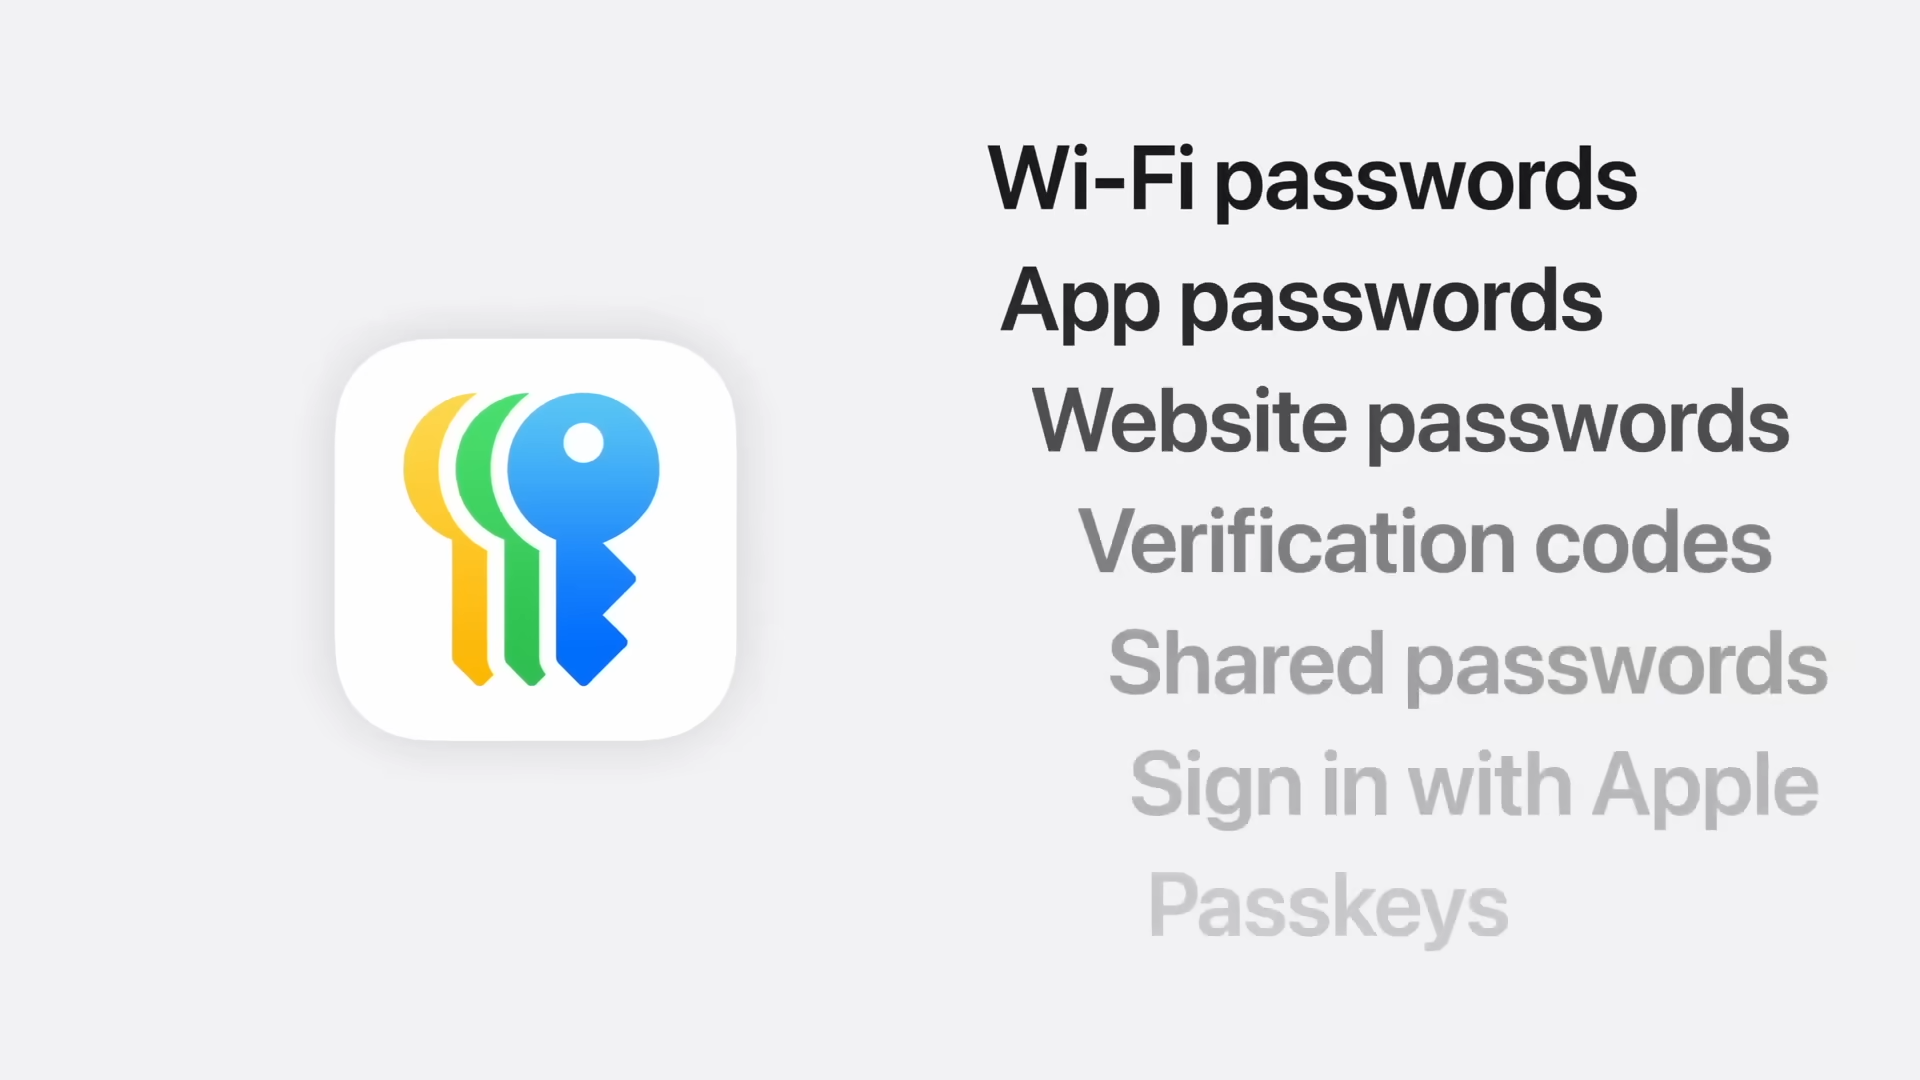 Wi-Fi passwords
App passwords
Website passwords
Verification codes
Shared passwords
Sign in with Apple
Passkeys